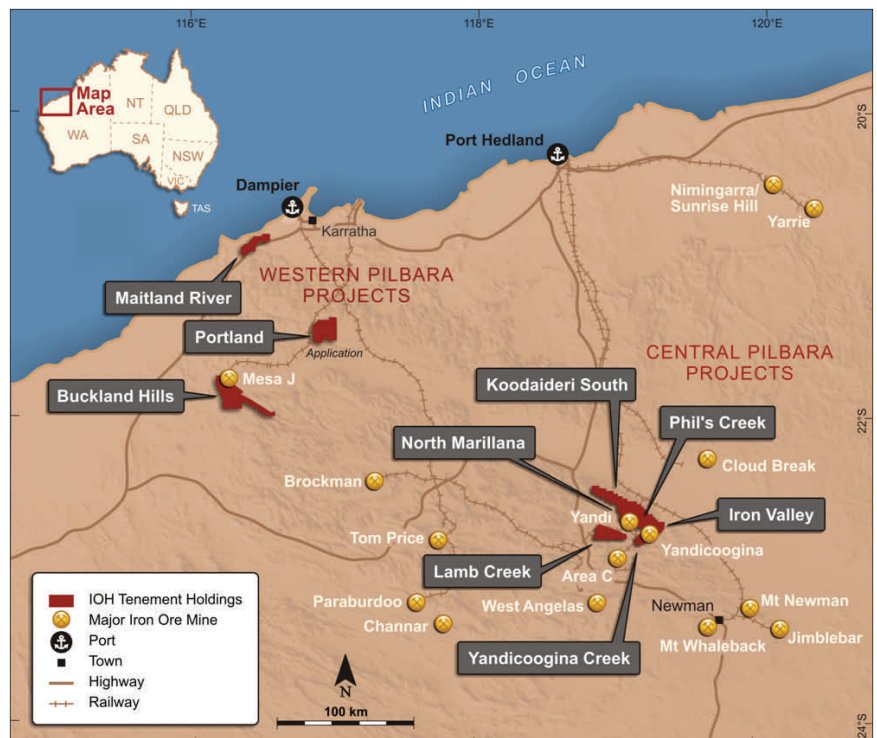 116°E
118°E
120°E
INDIAN OCEAN
20°S
Map
Area
NT
QLD
WA
SA
NSW
VIC
TAS
Port Hedland
Dampier
Karratha
Nimingarra/
Sunrise Hill
Yarrie
WESTERN PILBARA
PROJECTS
Maitland River
Portland
Application
Mesa J
Buckland Hills
CENTRAL PILBARA
PROJECTS
Koodaideri South
Phil's Creek
22°S
North Marillana
Cloud Break
Brockman
Yandi
Iron Valley
Tom Price
Yandicoogina
Lamb Creek
Area C
Paraburdoo
West Angelas
Newman
Mt Newman
Channar
Mt Whaleback
Jimblebar
Yandicoogina Creek
IOH Tenement Holdings
Major Iron Ore Mine
Port
Town
Highway
Railway
N
100 km
24°S